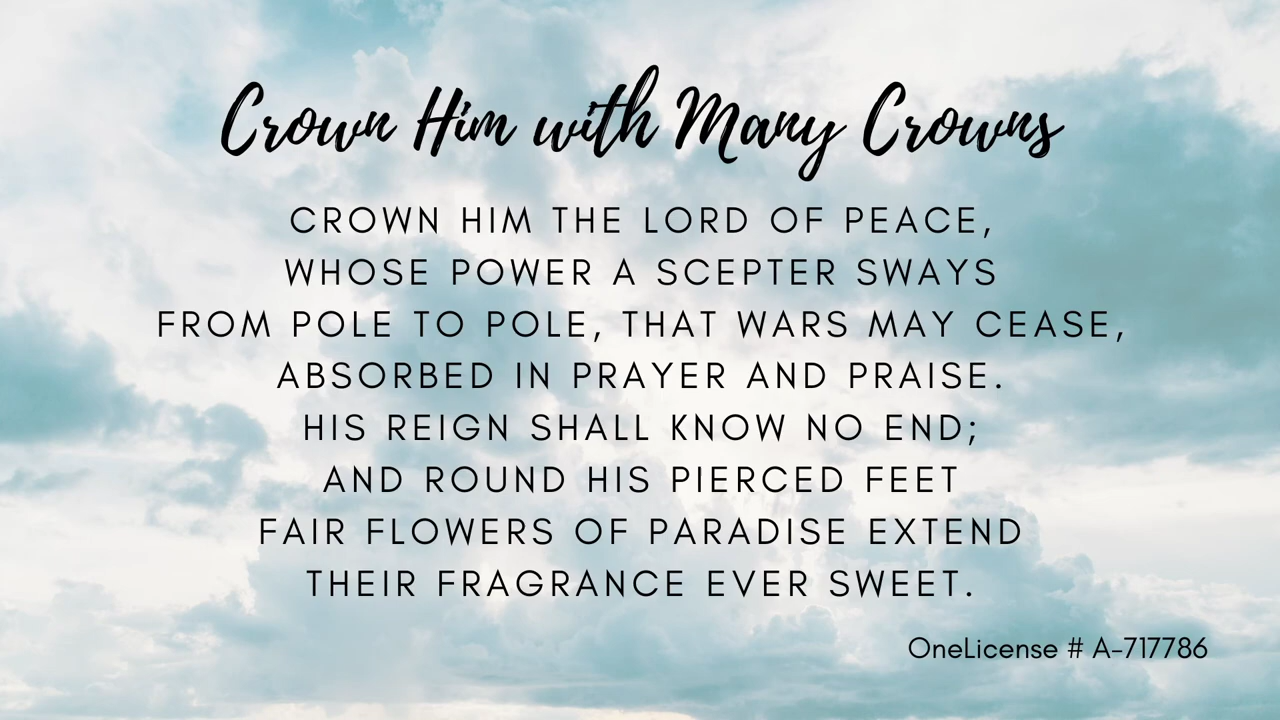 Crown Him with Many Crowns
CROWN HIM THE LORD OF PEACE,
WHOSE POWER A SCEPTER SWAYS
FROM POLE TO POLE, THAT WARS MAY CEASE,
ABSORBED IN PRAYER AND PRAISE.
HIS REIGN SHALL KNOW NO END;
AND ROUND HIS PIERCED FEET
FAIR FLOWERS OF PARADISE EXTEND
THEIR FRAGRANCE EVER SWEET.
OneLicense # A-717786